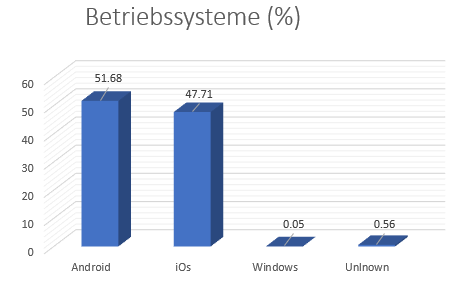 Betriebssysteme (%)
60
50
40
30
20
10
0
51.68
47.71
0.05
0.56
Android
iOs
Windows
Unlnown